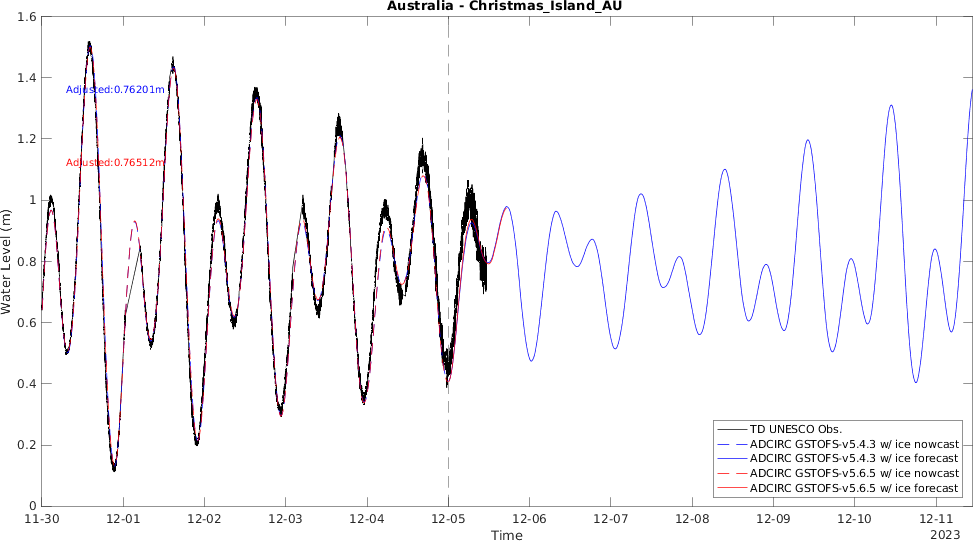 Australia - Christmas_Island_AU
1.6
1.4
1.2
1
0.8
0.6
0.4
0.2
0
Water Level (m)
Adjusted:0.76201m
Adjusted:0.76512m
TD UNESCO Obs.
ADCIRC GSTOFS-v5.4.3 w/ ice nowcast
ADCIRC GSTOFS-v5.4.3 w/ ice forecast
ADCIRC GSTOFS-v5.6.5 w/ ice nowcast
ADCIRC GSTOFS-v5.6.5 w/ ice forecast
11-30 12-01 12-02 12-03 12-04 12-05 12-06 12-07 12-08 12-09 12-10 12-11
Time
2023